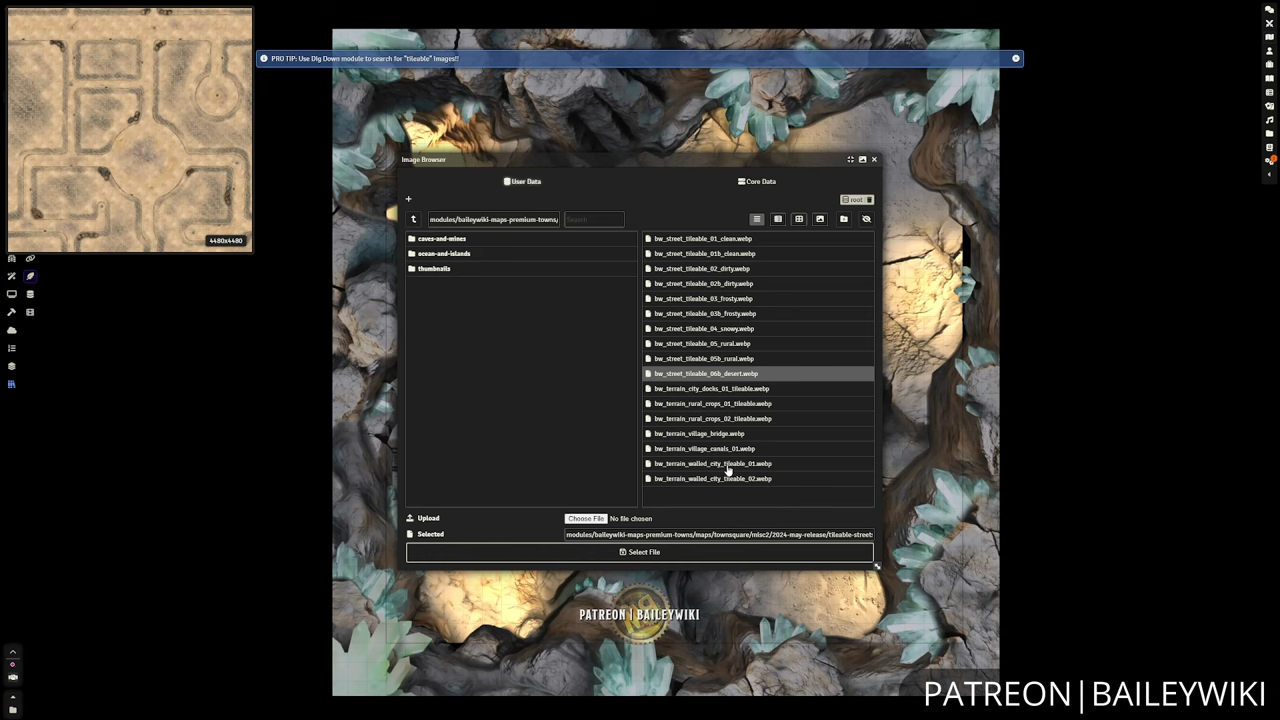 PRO TIP: Use Dig Down module to search for "tileable" Images!!
4480x4480
Image Browser
User Data
Core Data
root
modules/baileywiki-maps-premium-towns/
Search
caves-and-mines
ocean-and-islands
thumbnails
bw_street_tileable_01_clean.webp
bw_street_tileable_01b_clean.webp
bw_street_tileable_02_dirty.webp
bw_street_tileable_02b_dirty.webp
bw_street_tileable_03_frosty.webp
bw_street_tileable_03b_frosty.webp
bw_street_tileable_04_snowy.webp
bw_street_tileable_05_rural.webp
bw_street_tileable_05b_rural.webp
bw_street_tileable_06b_desert.webp
bw_terrain_city_docks_01_tileable.webp
bw_terrain_rural_crops_01_tileable.webp
bw_terrain_rural_crops_02_tileable.webp
bw_terrain_village_bridge.webp
bw_terrain_village_canals_01.webp
bw_terrain_walled_city_tileable_01.webp
bw_terrain_walled_city_tileable_02.webp
Upload
Choose File No file chosen
Selected
modules/baileywiki-maps-premium-towns/maps/townsquare/misc2/2024-may-release/tileable-street:
Select File
PATREON | BAILEYWIKI
PATREON | BAILEYWIKI